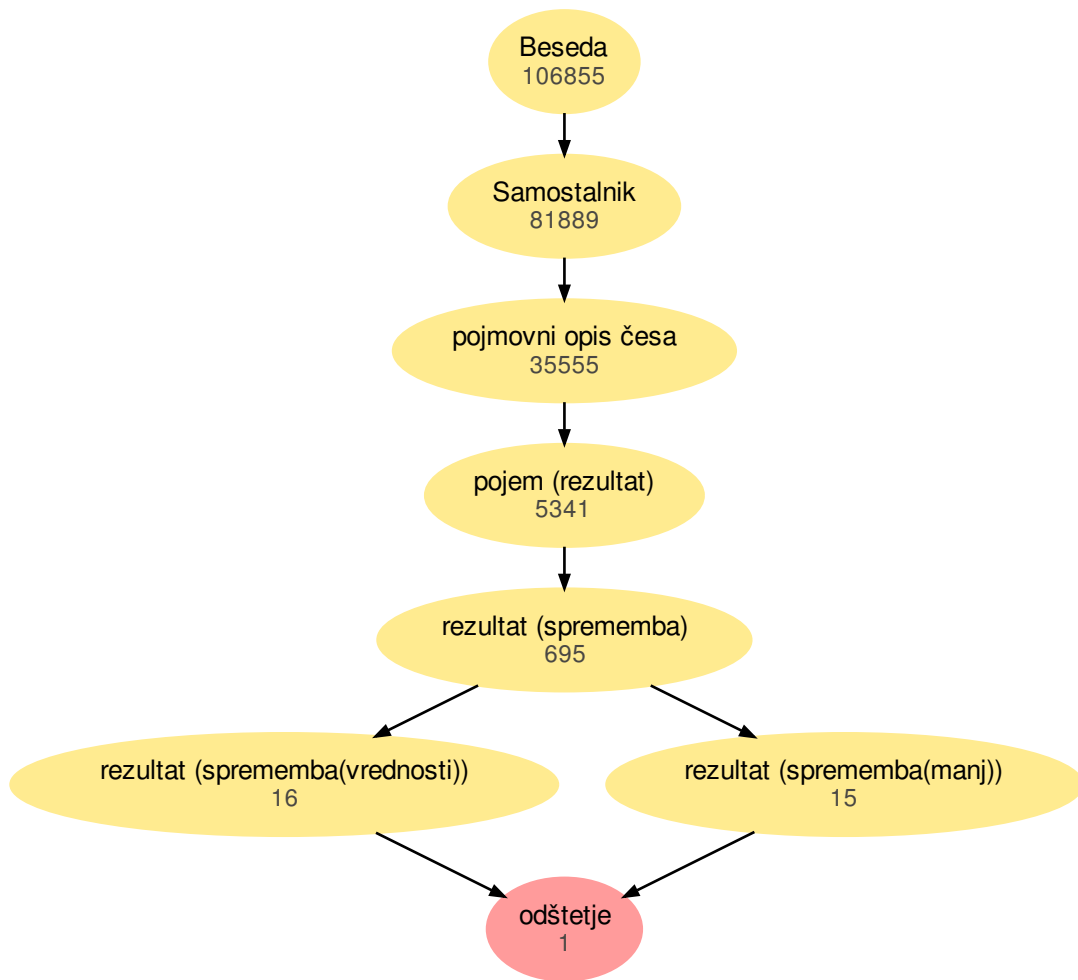 Beseda
106855
Samostalnik
81889
pojmovni opis česa
35555
pojem (rezultat)
5341
rezultat (sprememba)
695
rezultat (sprememba(vrednosti))
16
rezultat (sprememba(manj))
15
odštetje
1